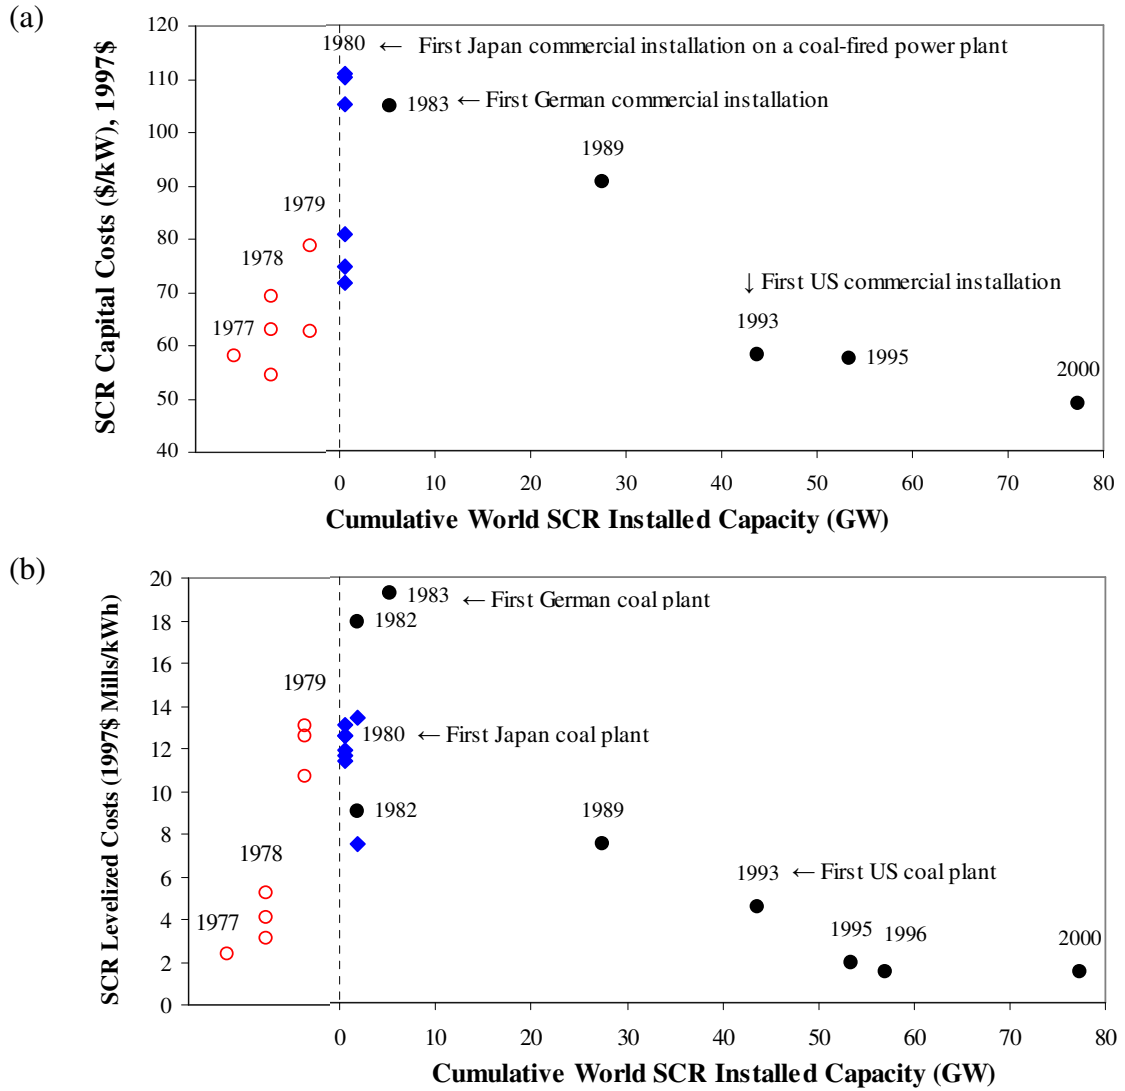 (a)
SCR Capital Costs ($/kW), 1997$
120
110
100
90
80
70
60
50
40
1980 ← First Japan commercial installation on a coal-fired power plant
1983 ← First German commercial installation
1989
1979
1978
1977
↓ First US commercial installation
1993
1995
2000
0 10 20 30 40 50 60 70 80
Cumulative World SCR Installed Capacity (GW)
(b)
SCR Levelized Costs (1997$ Mills/kWh)
20
18
16
14
12
10
8
6
4
2
0
1983 ← First German coal plant
1982
1979
1980 ← First Japan coal plant
1982
1989
1978
1993 ← First US coal plant
1977
1995
1996
2000
0 10 20 30 40 50 60 70 80
Cumulative World SCR Installed Capacity (GW)